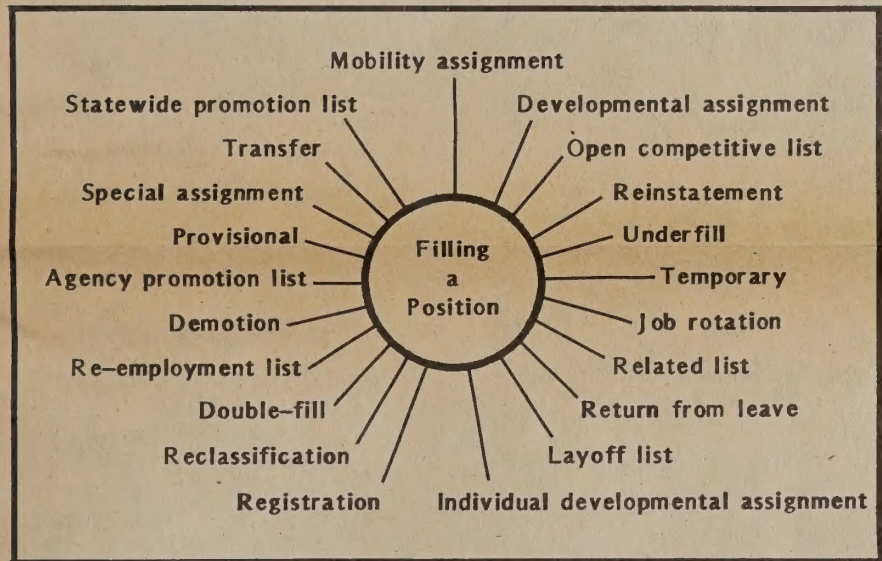 Mobility assignment
Statewide promotion list
Developmental assignment
Transfer
Open competitive list
Special assignment
Reinstatement
Provisional
Underfill
Filling
a
Position
Agency promotion list
Temporary
Demotion
Job rotation
Re-employment list
Related list
Double-fill
Return from leave
Reclassification
Layoff list
Registration
Individual developmental assignment